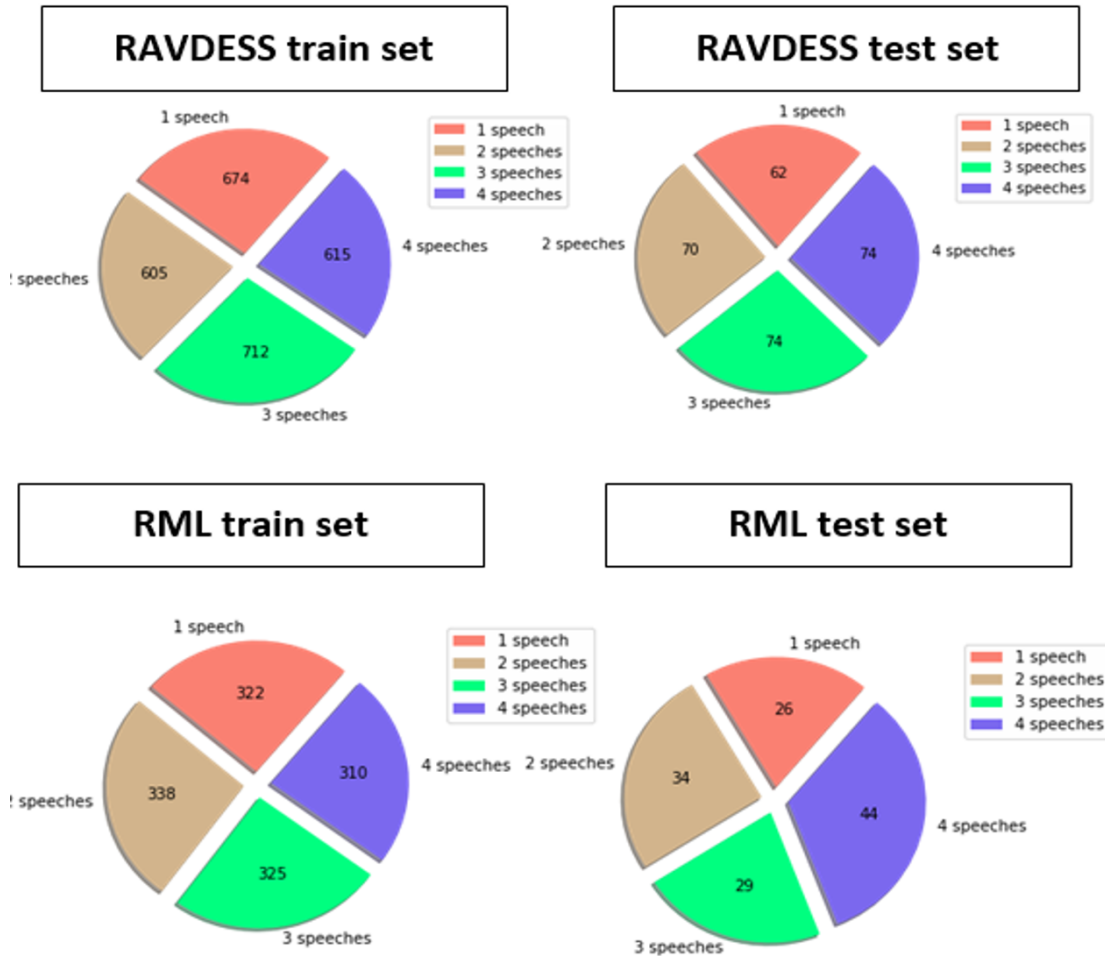 RAVDESS train set
1 speech
674
605
615
712
speeches
4 speeches
3 speeches
1 speech
2 speeches
3 speeches
4 speeches
RAVDESS test set
1 speech
62
70
74
74
2 speeches
4 speeches
3 speeches
1 speech
2 speeches
3 speeches
4 speeches
RML train set
1 speech
322
338
310
325
speeches
4 speeches
3 speeches
1 speech
2 speeches
3 speeches
4 speeches
RML test set
1 speech
26
34
44
29
2 speeches
4 speeches
3 speeches
1 speech
2 speeches
3 speeches
4 speeches